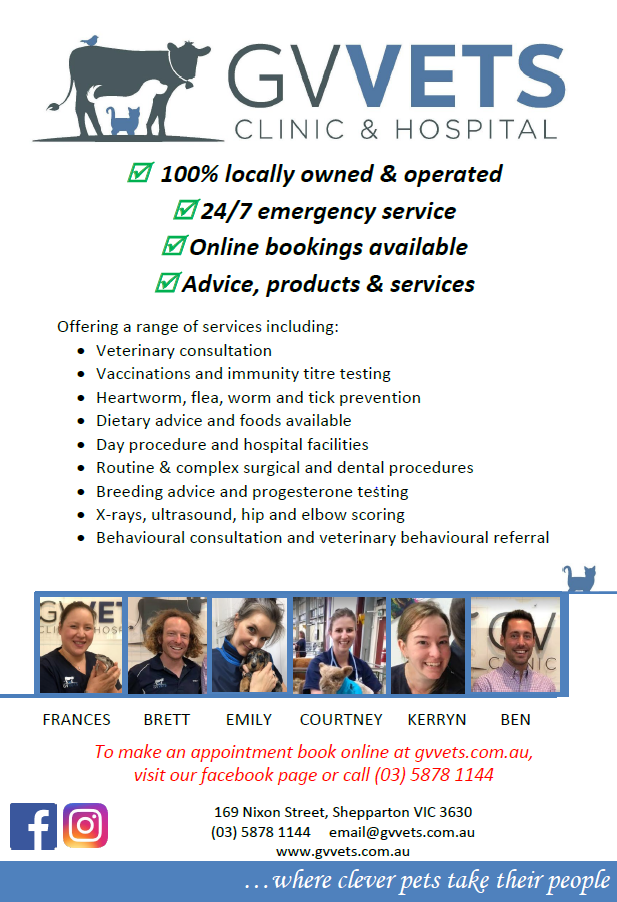 GVVETS
CLINIC & HOSPITAL
100% locally owned & operated
24/7 emergency service
Online bookings available
Advice, products & services
Offering a range of services including:
• Veterinary consultation
• Vaccinations and immunity titre testing
• Heartworm, flea, worm and tick prevention
• Dietary advice and foods available
• Day procedure and hospital facilities
• Routine & complex surgical and dental procedures
• Breeding advice and progesterone testing
• X-rays, ultrasound, hip and elbow scoring
• Behavioural consultation and veterinary behavioural referral
GVVET
CLINIC & HOSP
GV
CLINIC
FRANCES BRETT EMILY COURTNEY KERRYN BEN
To make an appointment book online at gvvets.com.au,
visit our facebook page or call (03) 5878 1144
169 Nixon Street, Shepparton VIC 3630
(03) 5878 1144 email@gvvets.com.au
www.gvvets.com.au
...where clever pets take their people